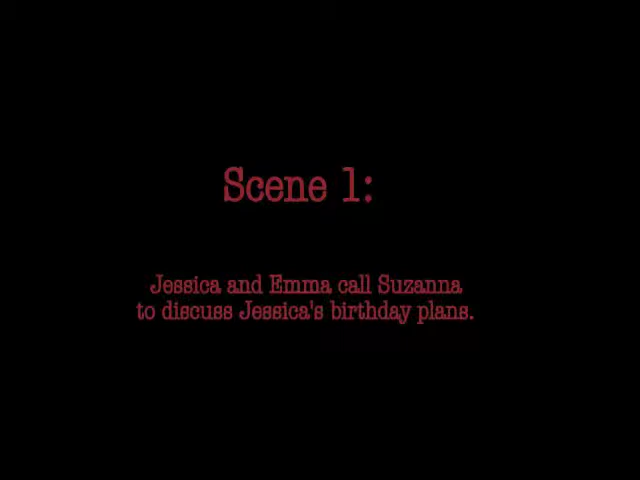 Scene 1:
Jessica and Emma call Suzanna
to discuss Jessica's birthday plans.